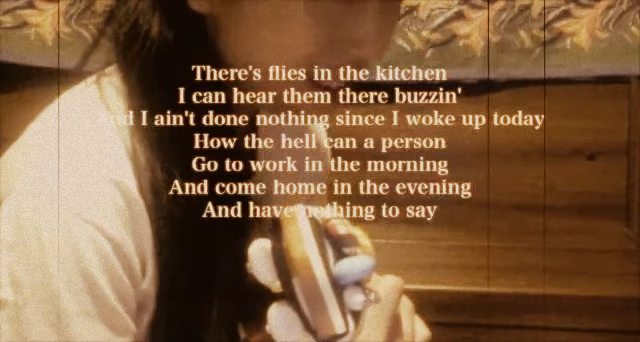 There's flies in the kitchen
I can hear them there buzzin'
And I ain't done nothing since I woke up today
How the hell can a person
Go to work in the morning
And come home in the evening
And have nothing to say